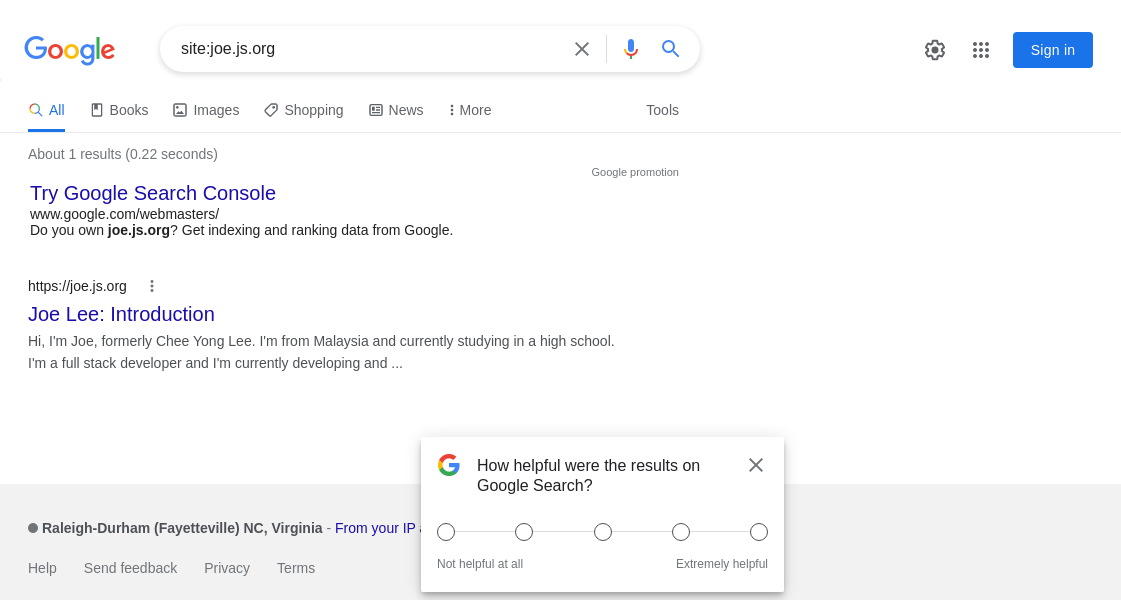 Google
site:joe.js.org
Sign in
All
Books
Images
Shopping
News
More
Tools
About 1 results (0.22 seconds)
Google promotion
Try Google Search Console
www.google.com/webmasters/
Do you own joe.js.org? Get indexing and ranking data from Google.
https://joe.js.org
Joe Lee: Introduction
Hi, I'm Joe, formerly Chee Yong Lee. I'm from Malaysia and currently studying in a high school.
I'm a full stack developer and I'm currently developing and ...
How helpful were the results on
Google Search?
Not helpful at all
Extremely helpful
Raleigh-Durham (Fayetteville) NC, Virginia - From your IP
Help
Send feedback
Privacy
Terms